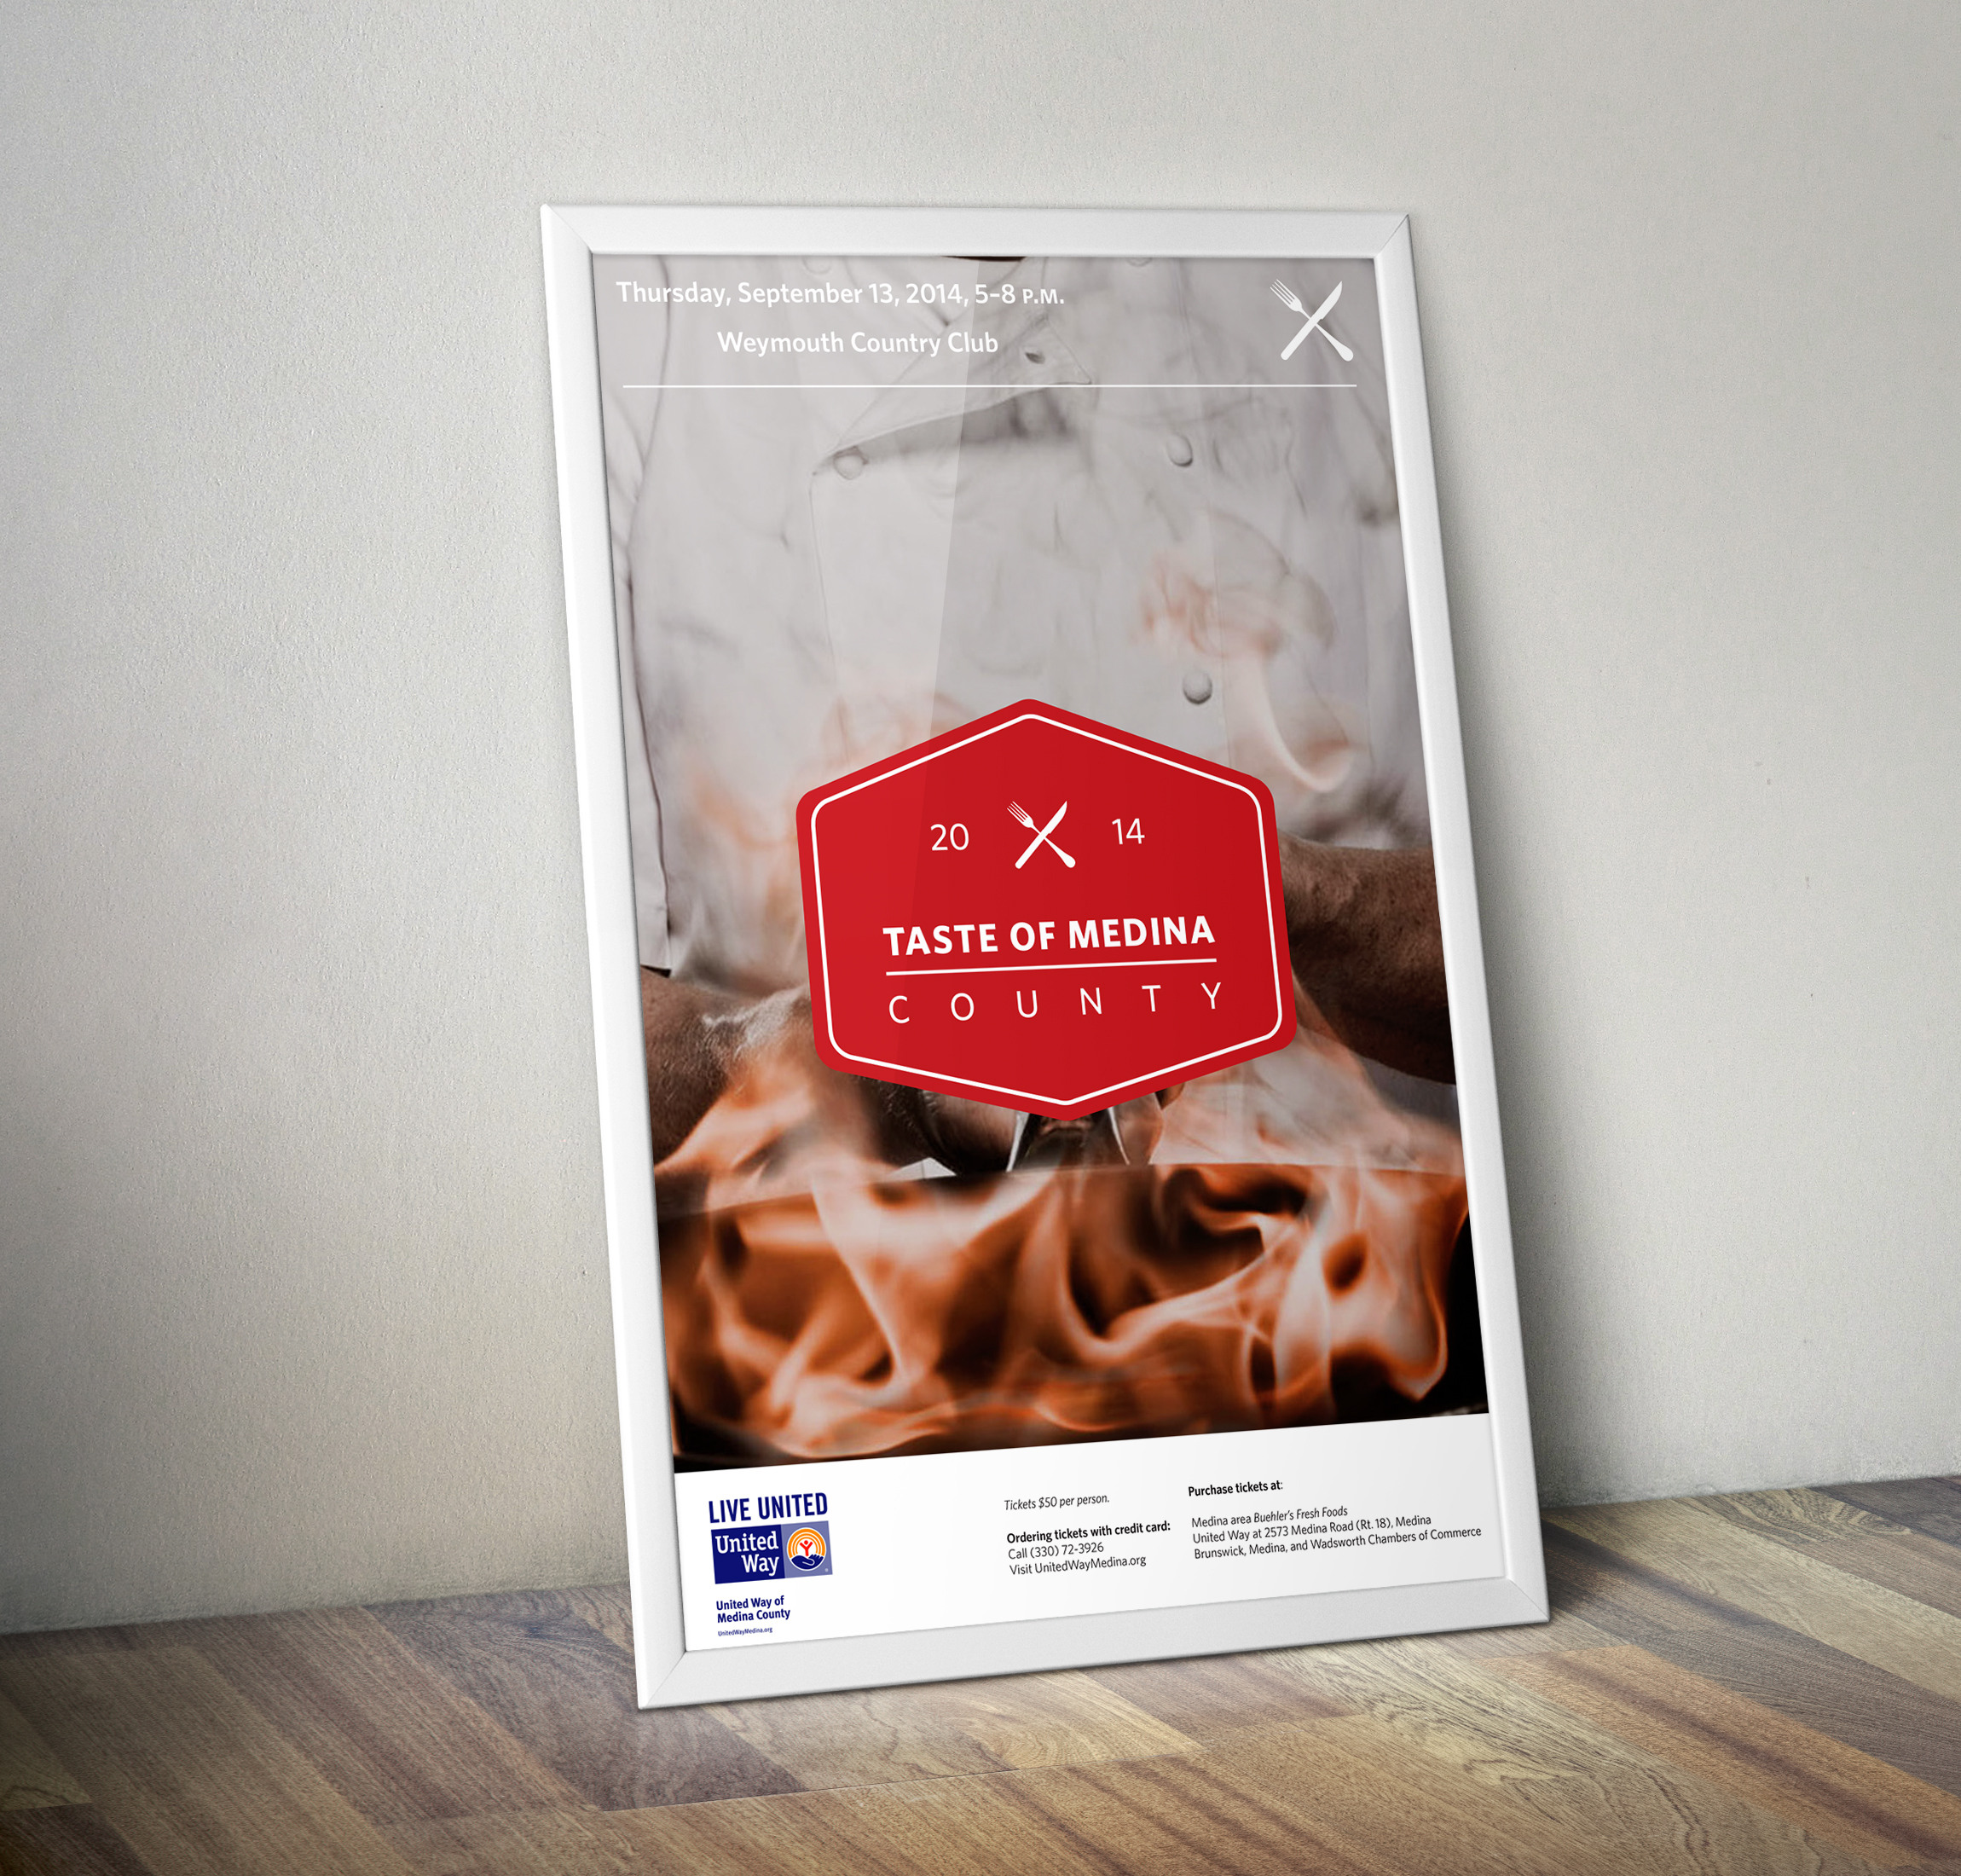 Thursday, September 13, 2014, 5–8 P.M.
Weymouth Country Club
20 14
TASTE OF MEDINA
COUNTY
LIVE UNITED
United
Way
United Way of
Medina County
UnitedWayMedina.org
Tickets $50 per person.
Ordering tickets with credit card:
Call (330) 72-3926
Visit UnitedWayMedina.org
Purchase tickets at:
Medina area Buehler's Fresh Foods
United Way at 2573 Medina Road (Rt. 18), Medina
Brunswick, Medina, and Wadsworth Chambers of Commerce